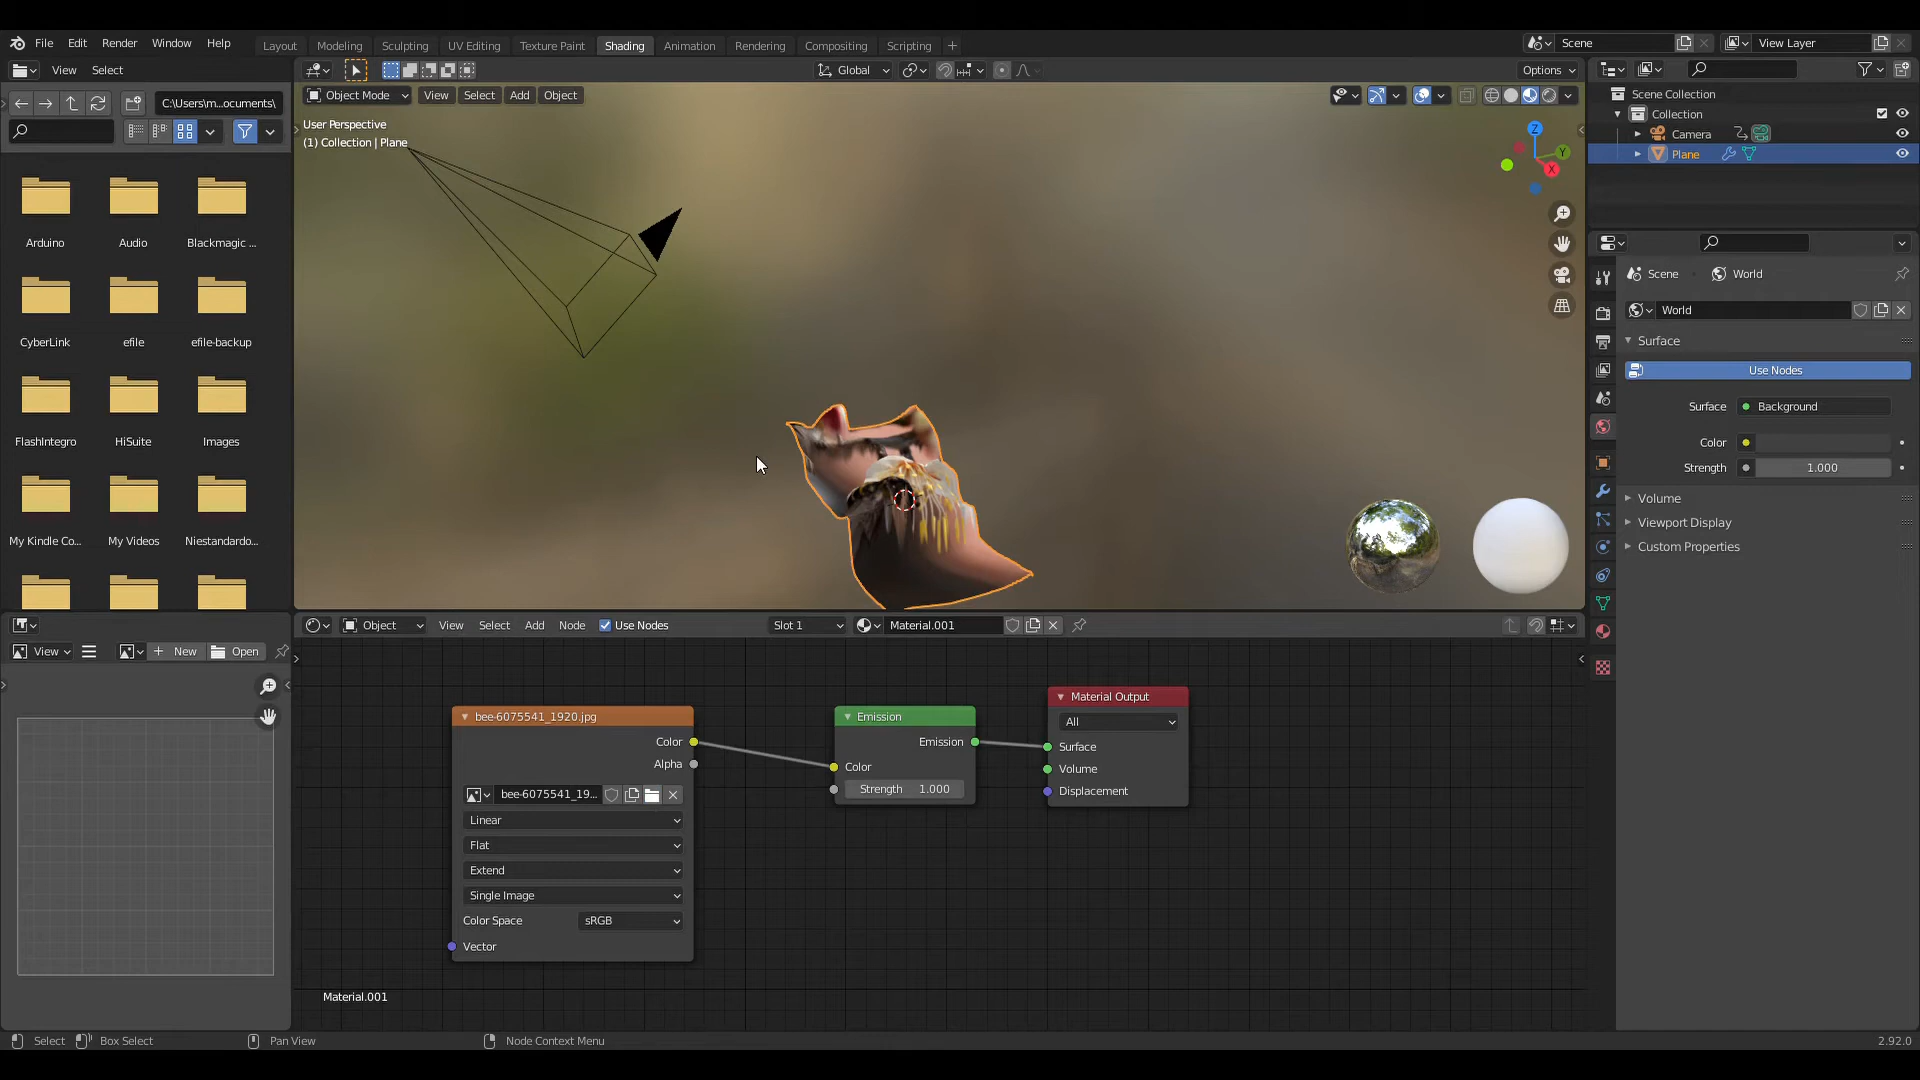 File Edit Render Window Help Layout Modeling Sculpting UV Editing Texture Paint Shading Animation Rendering Compositing Scripting + Scene View Layer
View Select Global Options
C:\Users\m...ocuments\ Object Mode View Select Add Object
Scene Collection
Collection
Camera
Plane
User Perspective
(1) Collection | Plane
Z
Y
X
Arduino Audio Blackmagic ...
CyberLink efile efile-backup
FlashIntegro HiSuite Images
My Kindle Co... My Videos Niestandardo...
Scene World
World
Surface
Use Nodes
Surface Background
Color
Strength 1.000
Volume
Viewport Display
Custom Properties
View New Open
Object View Select Add Node Use Nodes Slot 1 Material.001
bee-6075541_1920.jpg
Color
Alpha
bee-6075541_19...
Linear
Flat
Extend
Single Image
Color Space sRGB
Vector
Emission
Emission
Color
Strength 1.000
Material Output
All
Surface
Volume
Displacement
Material.001
Select Box Select Pan View Node Context Menu 2.92.0